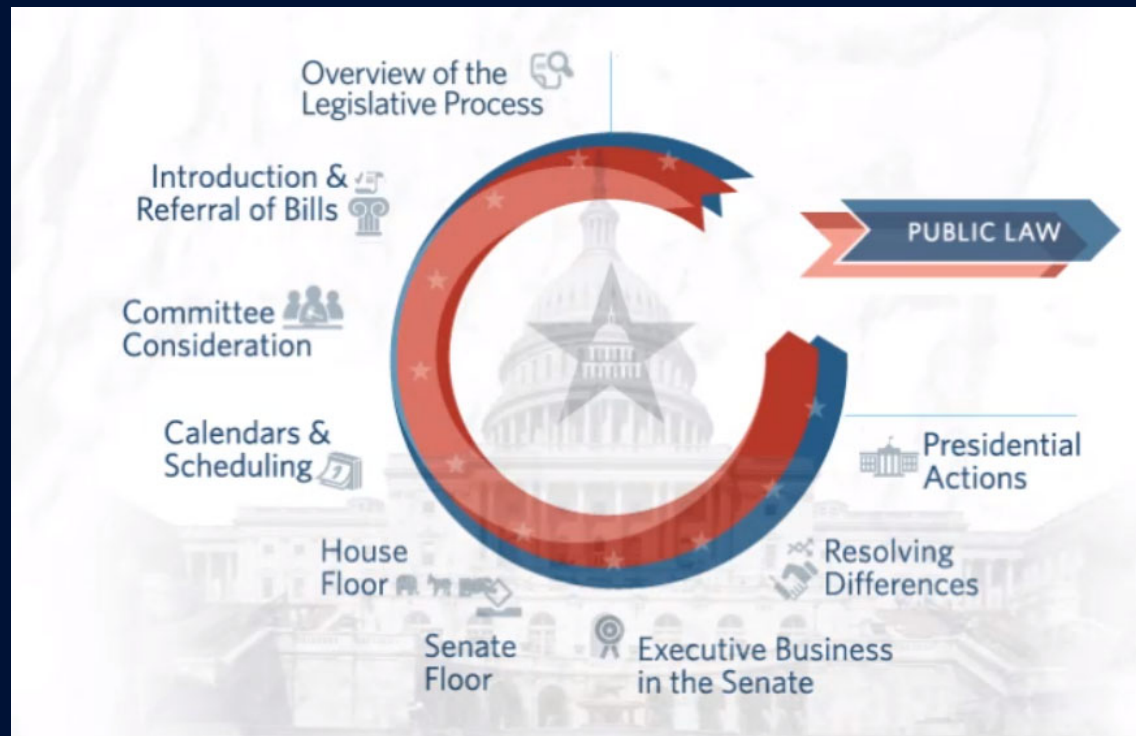 Overview of the
Legislative Process
Introduction &
Referral of Bills
Committee
Consideration
Calendars &
Scheduling
House
Floor
Senate
Floor
Executive Business
in the Senate
Resolving
Differences
Presidential
Actions
PUBLIC LAW